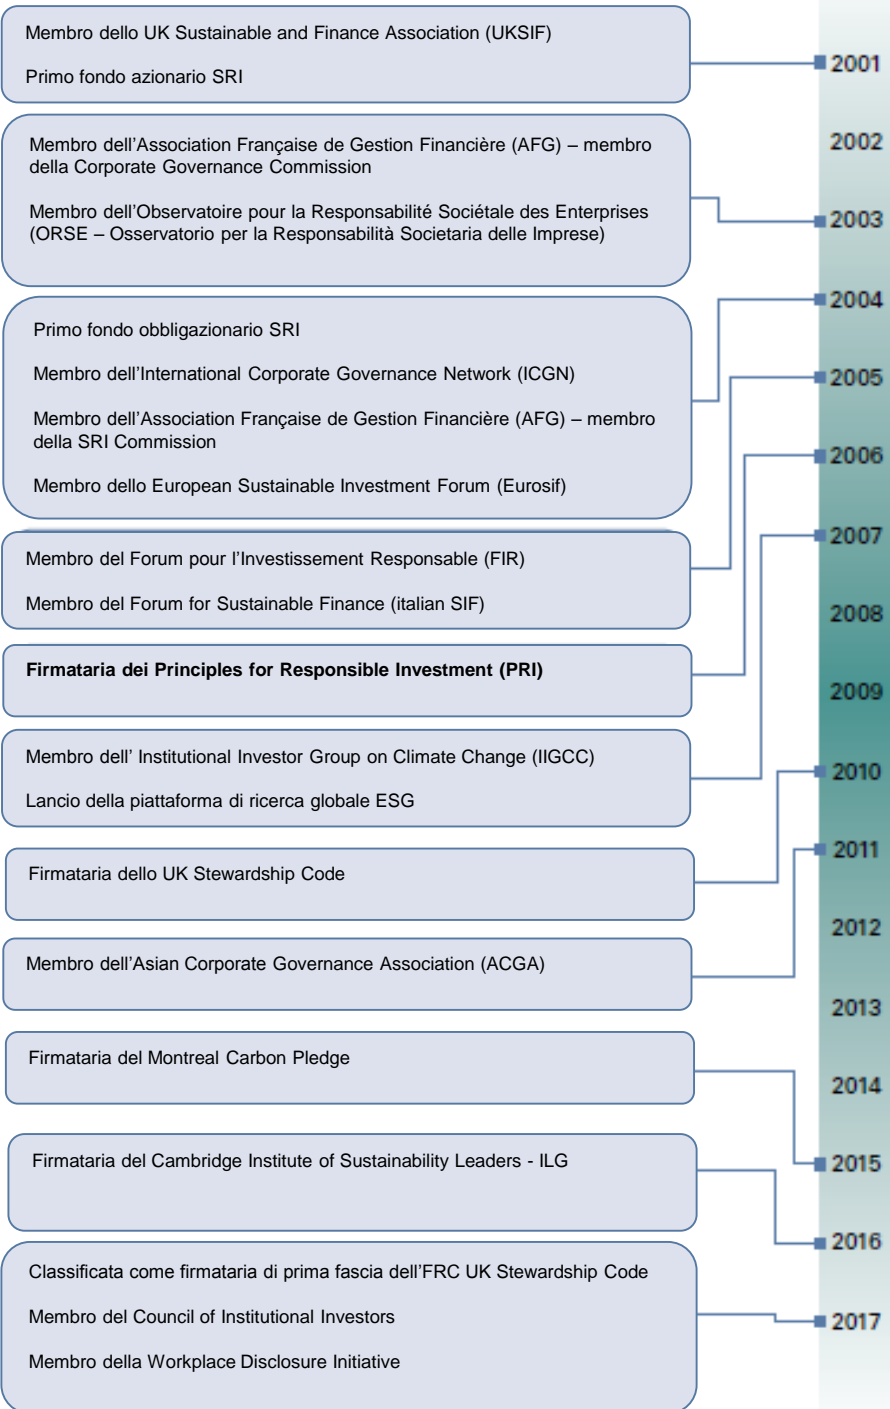 Membro dello UK Sustainable and Finance Association (UKSIF)
Primo fondo azionario SRI
2001
2002
Membro dell'Association Française de Gestion Financière (AFG) – membro
della Corporate Governance Commission
Membro dell'Observatoire pour la Responsabilité Sociétale des Enterprises
(ORSE – Osservatorio per la Responsabilità Societaria delle Imprese)
2003
Primo fondo obbligazionario SRI
Membro dell'International Corporate Governance Network (ICGN)
Membro dell'Association Française de Gestion Financière (AFG) – membro
della SRI Commission
Membro dello European Sustainable Investment Forum (Eurosif)
2004
Membro del Forum pour l'Investissement Responsable (FIR)
Membro del Forum for Sustainable Finance (italian SIF)
2005
Firmataria dei Principles for Responsible Investment (PRI)
2006
Membro dell' Institutional Investor Group on Climate Change (IIGCC)
Lancio della piattaforma di ricerca globale ESG
2007
2008
2009
Firmataria dello UK Stewardship Code
2010
Membro dell'Asian Corporate Governance Association (ACGA)
2011
2012
2013
2014
Firmataria del Montreal Carbon Pledge
2015
Firmataria del Cambridge Institute of Sustainability Leaders - ILG
2016
Classificata come firmataria di prima fascia dell'FRC UK Stewardship Code
Membro del Council of Institutional Investors
Membro della Workplace Disclosure Initiative
2017